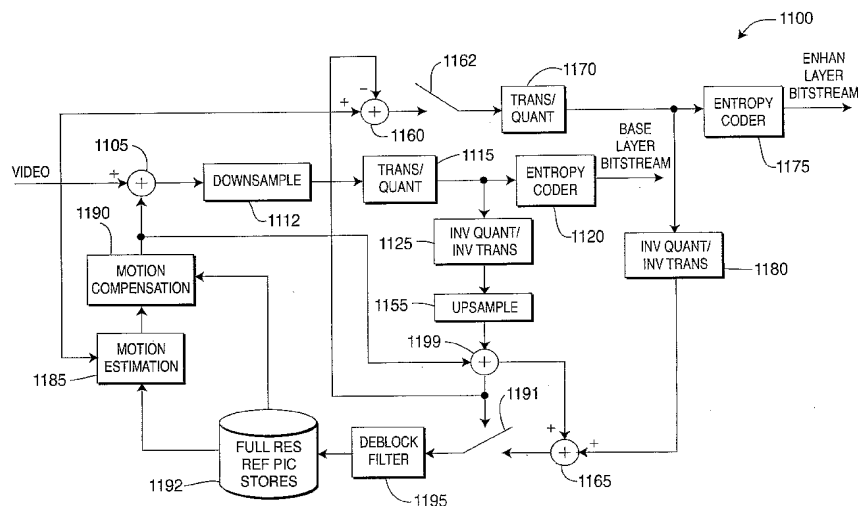 1100
ENHAN
LAYER
BITSTREAM
1162
1170
TRANS/
QUANT
ENTROPY
CODER
1175
−
+
+
1160
BASE
LAYER
BITSTREAM
1105
1115
VIDEO
+
+
DOWNSAMPLE
1112
TRANS/
QUANT
ENTROPY
CODER
1120
1190
MOTION
COMPENSATION
1125
INV QUANT/
INV TRANS
INV QUANT/
INV TRANS
1180
1155
UPSAMPLE
MOTION
ESTIMATION
1185
1199
+
1191
FULL RES
REF PIC
STORES
1192
DEBLOCK
FILTER
1195
+
+
+
1165